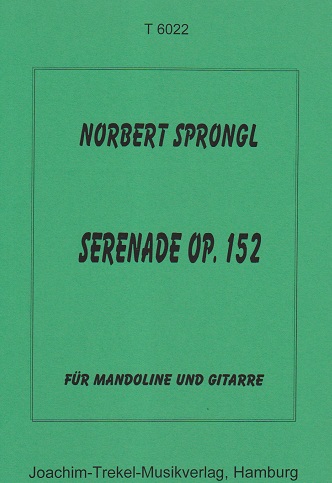 T 6022
NORBERT SPRONGL
SERENADE OP. 152
FÜR MANDOLINE UND GITARRE
Joachim-Trekel-Musikverlag, Hamburg